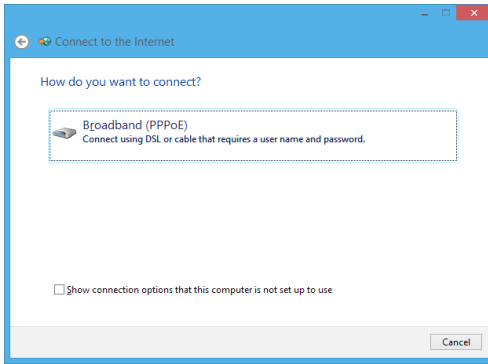 Connect to the Internet
How do you want to connect?
Broadband (PPPoE)
Connect using DSL or cable that requires a user name and password.
Show connection options that this computer is not set up to use
Cancel